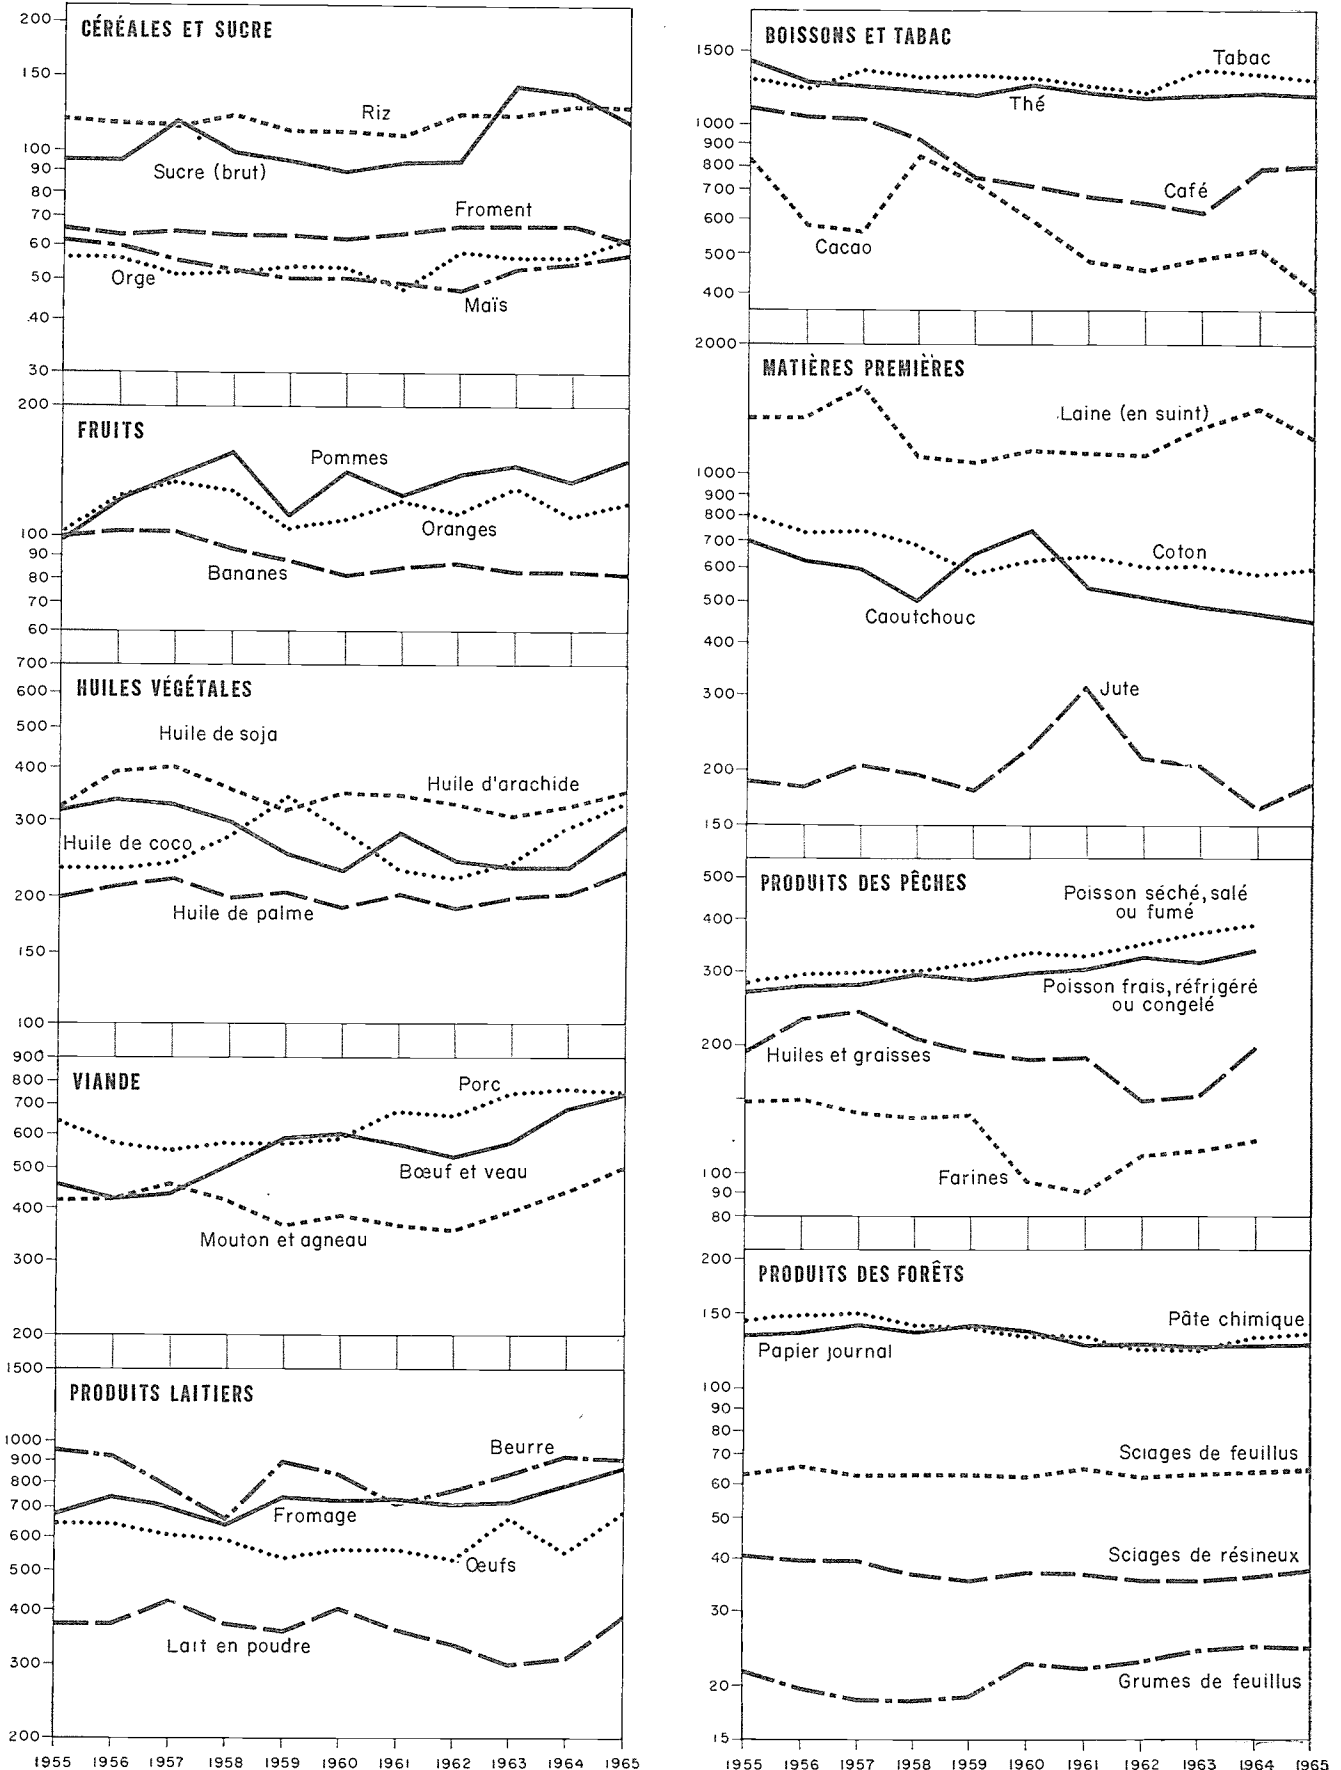 CÉRÉALES ET SUCRE
200
150
100
90
80
70
60
50
40
30
Riz
Sucre (brut)
Froment
Orge
Maïs
200
FRUITS
100
90
80
70
60
Pommes
Oranges
Bananes
700
HUILES VÉGÉTALES
600
500
400
300
200
150
100
Huile de soja
Huile d'arachide
Huile de coco
Huile de palme
900
VIANDE
800
700
600
500
400
300
200
Porc
Bœuf et veau
Mouton et agneau
1500
PRODUITS LAITIERS
1000
900
800
700
600
500
400
300
200
Beurre
Fromage
Œufs
Lait en poudre
1955 1956 1957 1958 1959 1960 1961 1962 1963 1964 1965
BOISSONS ET TABAC
1500
1000
900
800
700
600
500
400
Tabac
Thé
Café
Cacao
2000
MATIÈRES PREMIÈRES
1000
900
800
700
600
500
400
300
200
150
Laine (en suint)
Coton
Caoutchouc
Jute
PRODUITS DES PÊCHES
500
400
300
200
100
90
80
Poisson séché, salé
ou fumé
Poisson frais, réfrigéré
ou congelé
Huiles et graisses
Farines
200
PRODUITS DES FORÊTS
150
100
90
80
70
60
50
40
30
20
15
Pâte chimique
Papier journal
Sciages de feuillus
Sciages de résineux
Grumes de feuillus
1955 1956 1957 1958 1959 1960 1961 1962 1963 1964 1965